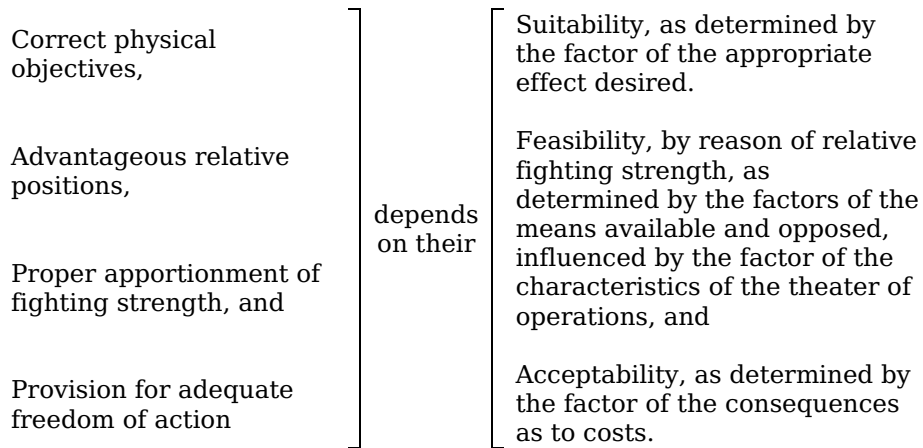 Correct physical
objectives,
Advantageous relative
positions,
Proper apportionment of
fighting strength, and
Provision for adequate
freedom of action
depends
on their
Suitability, as determined by
the factor of the appropriate
effect desired.
Feasibility, by reason of relative
fighting strength, as
determined by the factors of the
means available and opposed,
influenced by the factor of the
characteristics of the theater of
operations, and
Acceptability, as determined by
the factor of the consequences
as to costs.